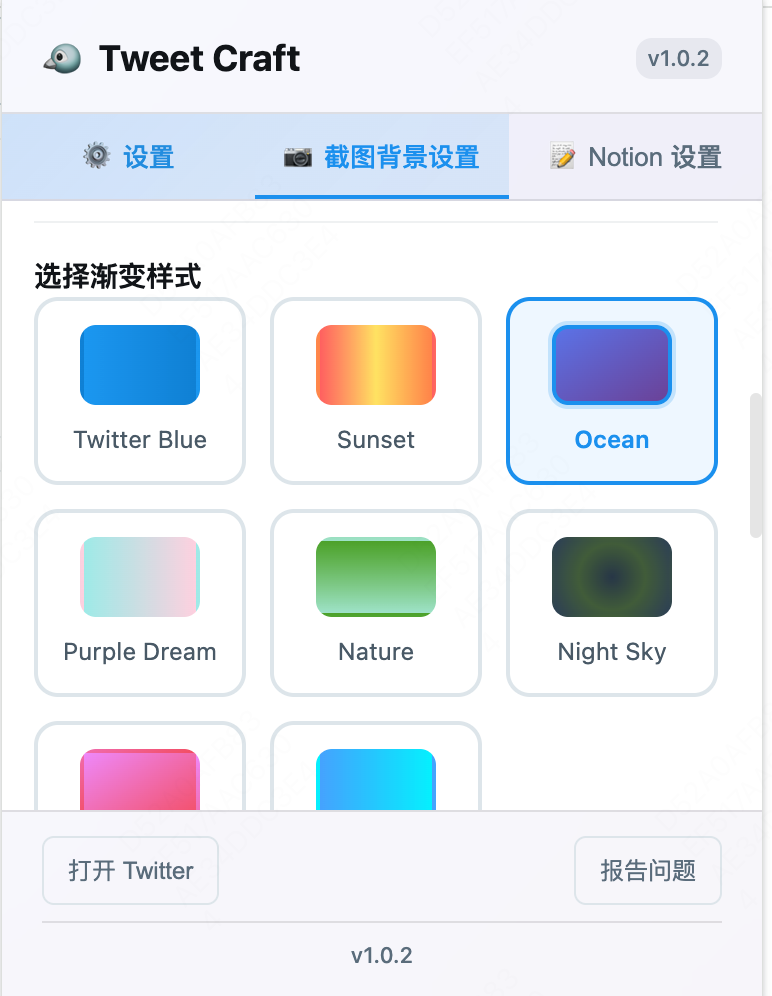 Tweet Craft
v1.0.2
设置
截图背景设置
Notion 设置
选择渐变样式
Twitter Blue
Sunset
Ocean
Purple Dream
Nature
Night Sky
打开 Twitter
报告问题
v1.0.2